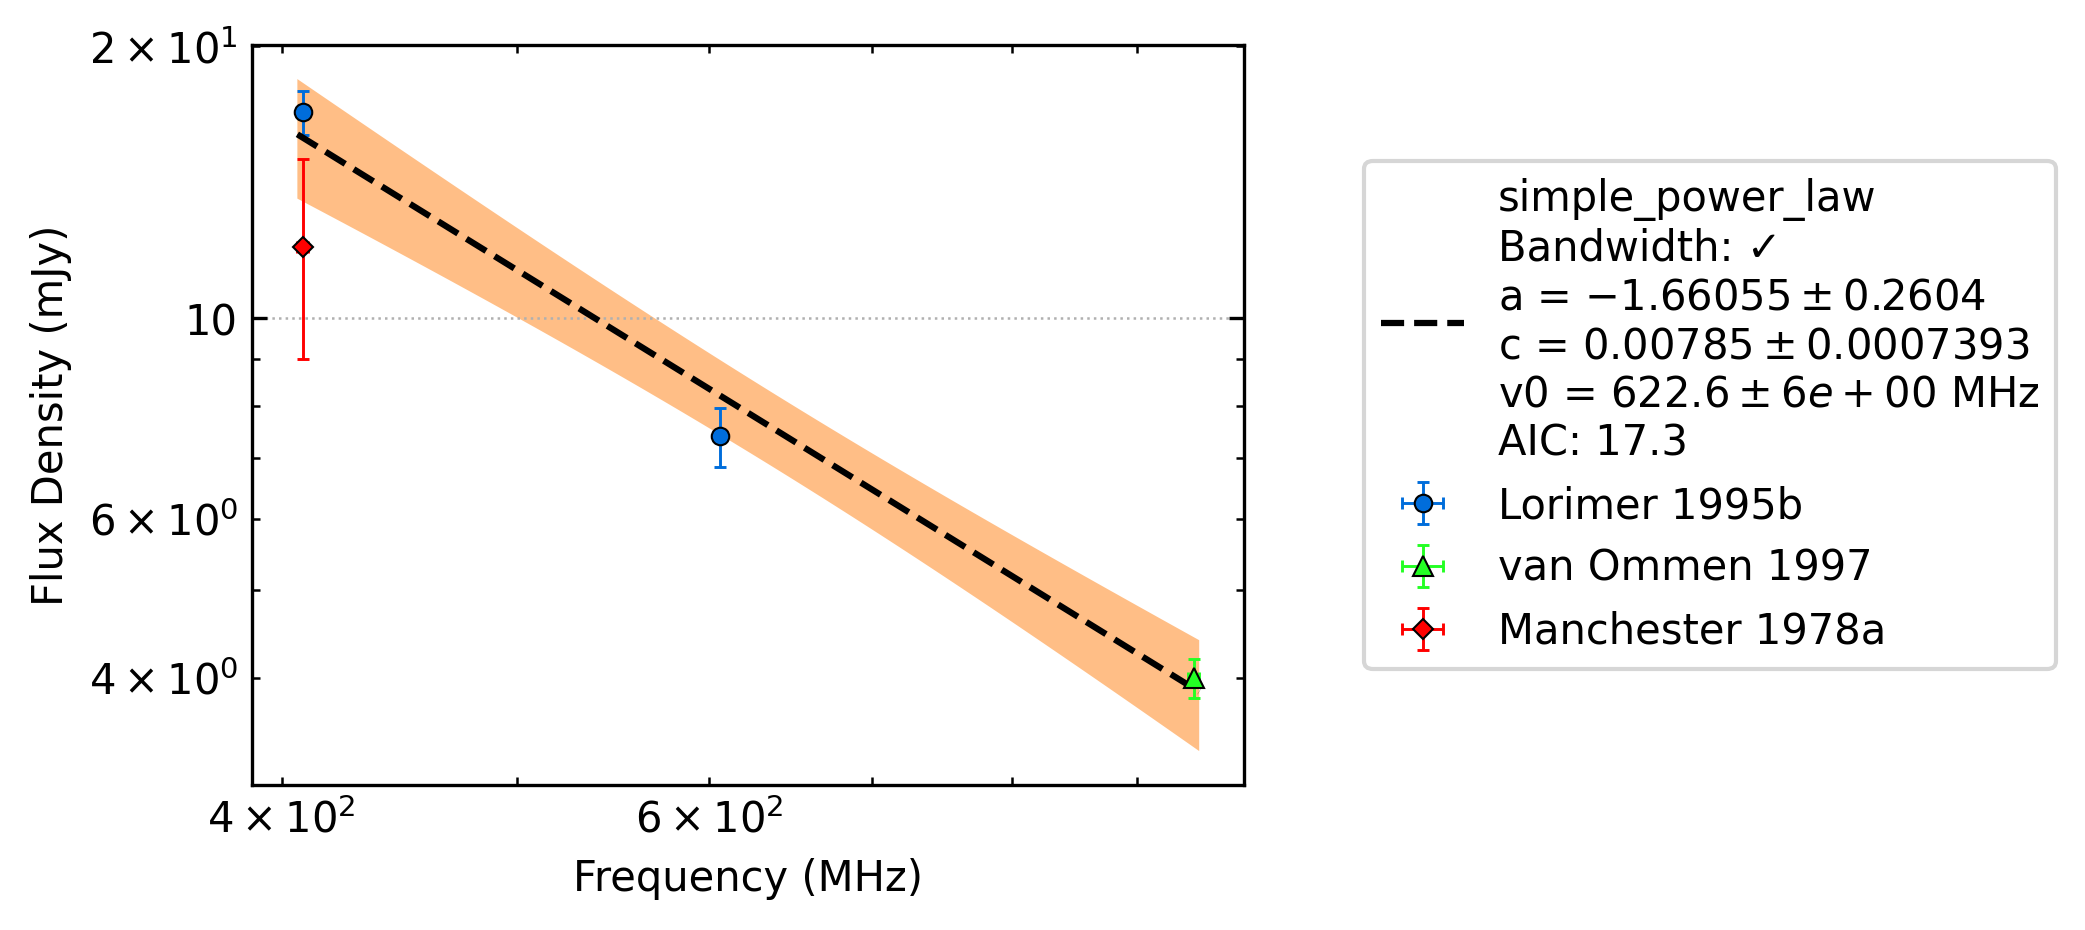 2 × 10¹
10
6 × 10⁰
4 × 10⁰
Flux Density (mJy)
4 × 10² 6 × 10²
Frequency (MHz)
simple_power_law
Bandwidth: ✓
a = −1.66055 ± 0.2604
c = 0.00785 ± 0.0007393
v0 = 622.6 ± 6e + 00 MHz
AIC: 17.3
Lorimer 1995b
van Ommen 1997
Manchester 1978a